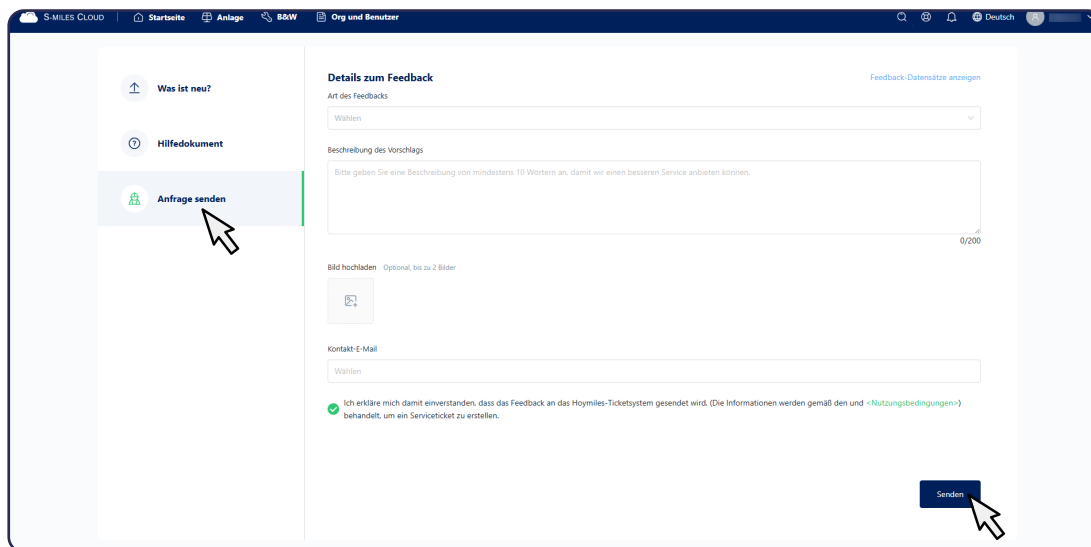 S-MILES CLOUD Startseite Anlage B&W Org und Benutzer Deutsch
Was ist neu?
Hilfedokument
Anfrage senden
Details zum Feedback Feedback-Datensätze anzeigen
Art des Feedbacks
Wählen
Beschreibung des Vorschlags
Bitte geben Sie eine Beschreibung von mindestens 10 Wörtern an, damit wir einen besseren Service anbieten können.
0/200
Bild hochladen Optional, bis zu 2 Bilder
Kontakt-E-Mail
Wählen
Ich erkläre mich damit einverstanden, dass das Feedback an das Hoymiles-Ticketsystem gesendet wird. (Die Informationen werden gemäß den und <Nutzungsbedingungen>)
behandelt, um ein Serviceticket zu erstellen.
Senden